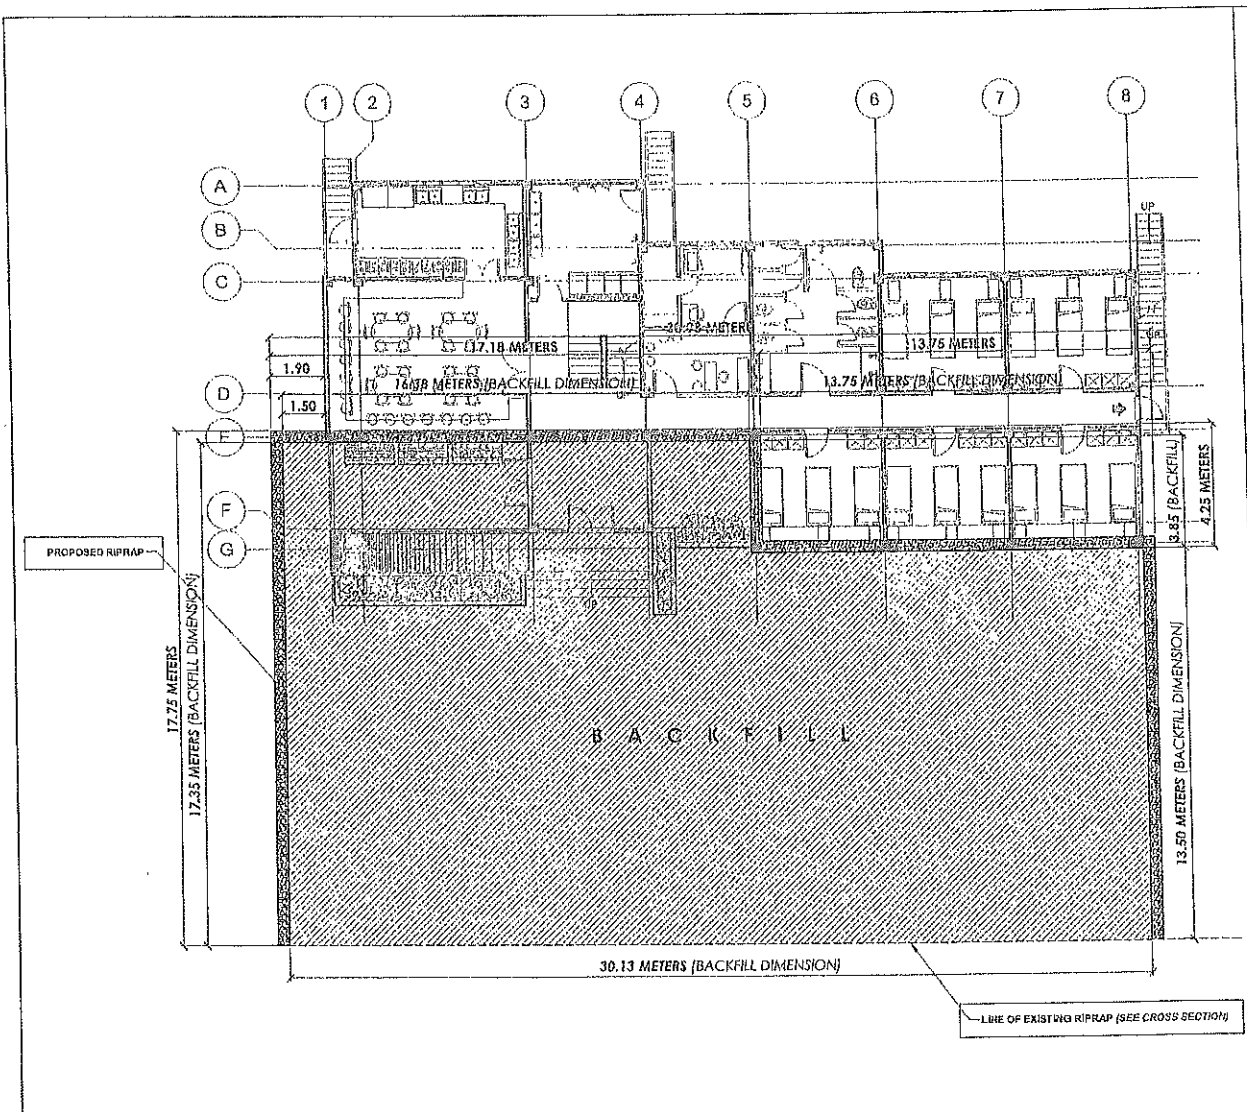 1 2 3 4 5 6 7 8
A
B
UP
C
17.18 METERS
13.75 METERS
1.90
16.38 METERS (BACKFILL DIMENSION)
13.75 METERS (BACKFILL DIMENSION)
D
1.50
E
3.85 (BACKFILL)
4.25 METERS
F
G
PROPOSED RIPRAP
17.75 METERS
17.35 METERS (BACKFILL DIMENSION)
13.50 METERS (BACKFILL DIMENSION)
BACKFILL
30.13 METERS (BACKFILL DIMENSION)
LINE OF EXISTING RIPRAP (SEE CROSS SECTION)